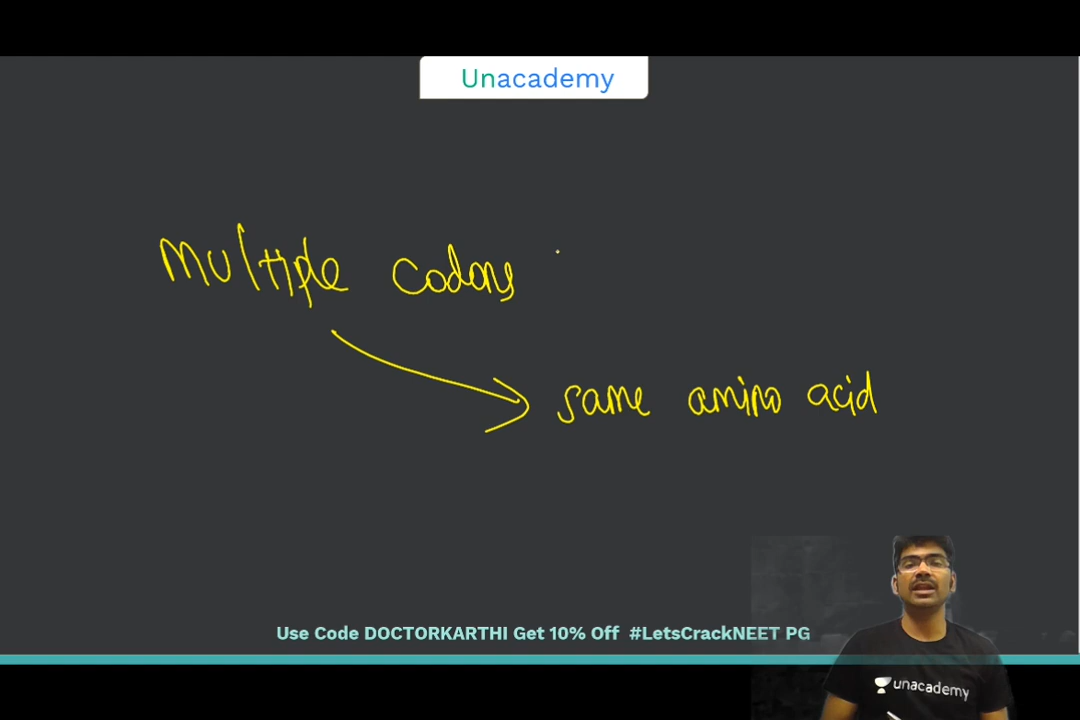 Unacademy
Multiple codons
same amino acid
Use Code DOCTORKARTHI Get 10% Off #LetsCrackNEET PG
unacademy